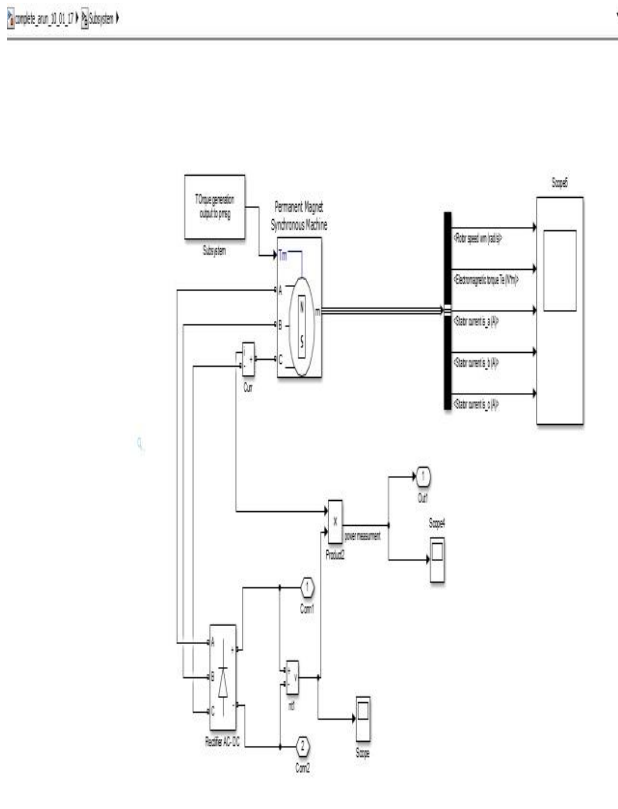 complete_arun_10_01_17 Subsystem
Scope5
TOrque generation
output to pmsg
Subsystem
Permanent Magnet
Synchronous Machine
Tm
A
B
C
N
S
m
<Rotor speed wm (rad/s)>
<Electromagnetic torque Te (N*m)>
<Stator current is_a (A)>
<Stator current is_b (A)>
<Stator current is_c (A)>
i
+
-
Curr
1
Out1
Scope4
X
power measurment
Product2
1
Conn1
A
B
C
+
-
Rectifier AC-DC
+
-
v
2
Conn2
Scope